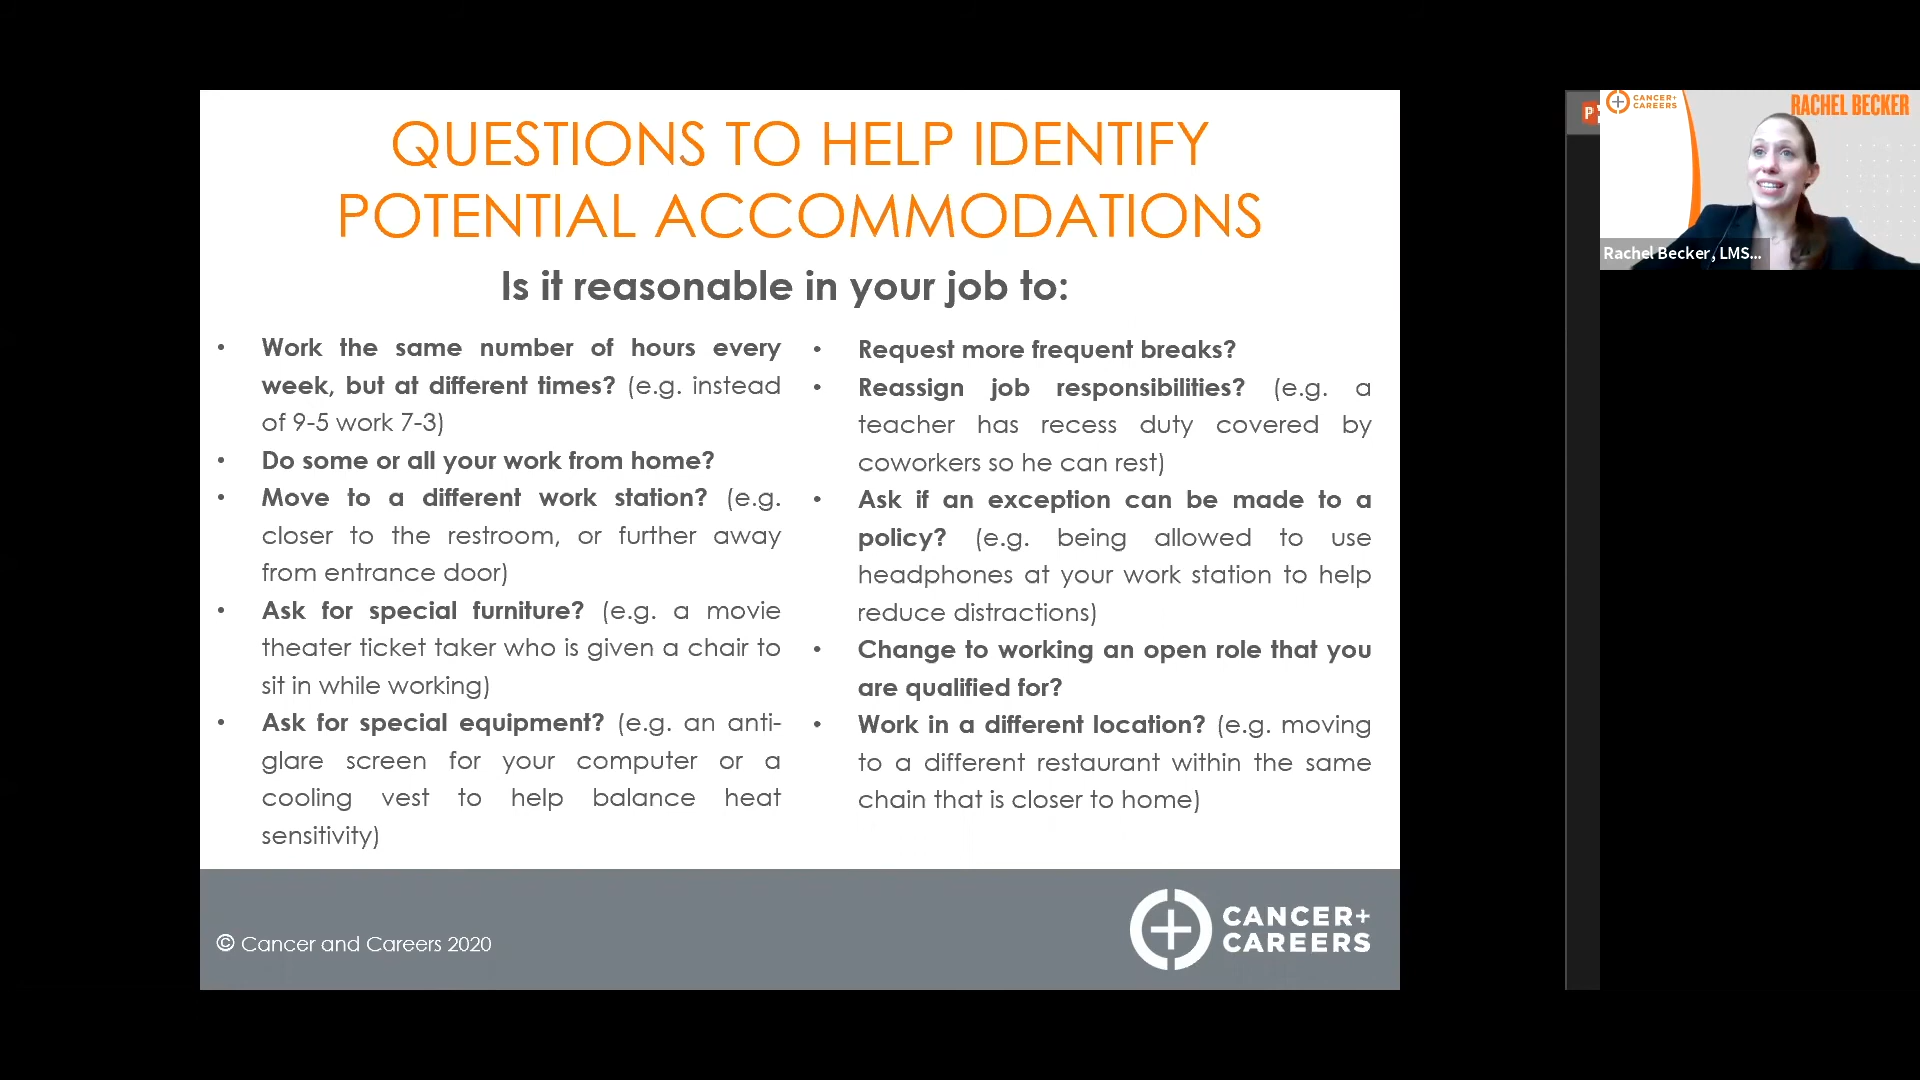 QUESTIONS TO HELP IDENTIFY
POTENTIAL ACCOMMODATIONS
Is it reasonable in your job to:
• Work the same number of hours every
week, but at different times? (e.g. instead
of 9-5 work 7-3)
• Do some or all your work from home?
• Move to a different work station? (e.g.
closer to the restroom, or further away
from entrance door)
• Ask for special furniture? (e.g. a movie
theater ticket taker who is given a chair to
sit in while working)
• Ask for special equipment? (e.g. an anti-
glare screen for your computer or a
cooling vest to help balance heat
sensitivity)
• Request more frequent breaks?
• Reassign job responsibilities? (e.g. a
teacher has recess duty covered by
coworkers so he can rest)
• Ask if an exception can be made to a
policy? (e.g. being allowed to use
headphones at your work station to help
reduce distractions)
• Change to working an open role that you
are qualified for?
• Work in a different location? (e.g. moving
to a different restaurant within the same
chain that is closer to home)
© Cancer and Careers 2020
CANCER+
CAREERS
P
CANCER+
CAREERS
RACHEL BECKER
Rachel Becker, LMS...